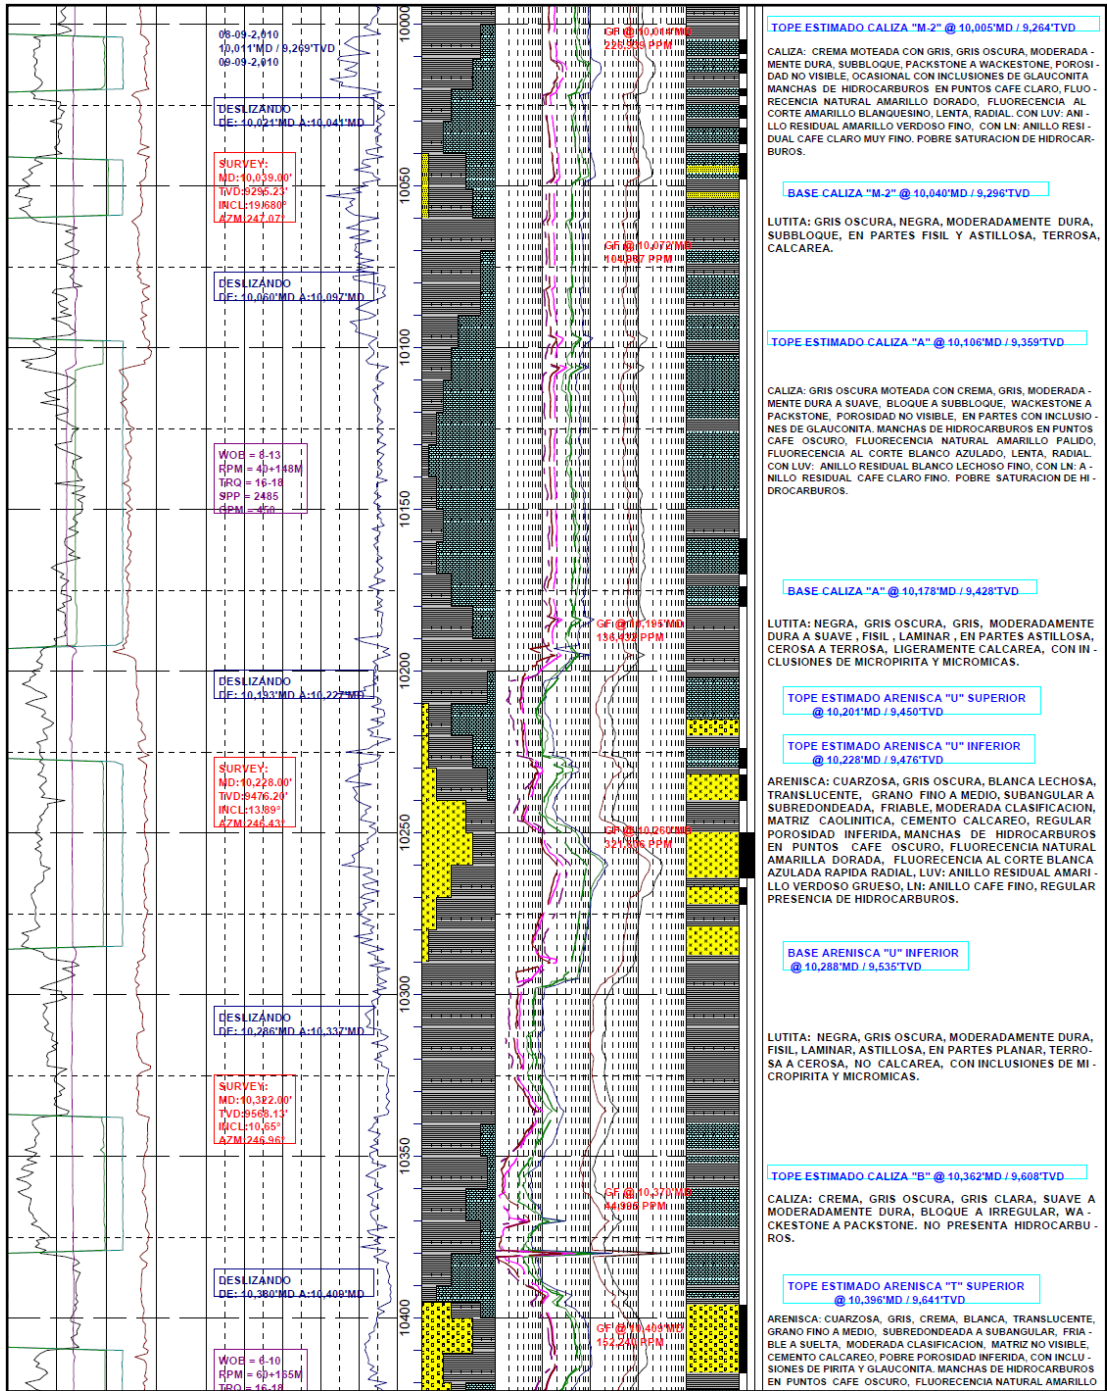 08-09-2,010
10,011'MD / 9,269'TVD
09-09-2,010
DESLIZANDO
DE: 10,021'MD A:10,041'MD
SURVEY:
MD:10,039.00'
TVD:9295.23'
INCL:19.680°
AZM:247.07°
DESLIZANDO
DE: 10,060'MD A:10,097'MD
WOB = 8-13
RPM = 40+148M
TRQ = 16-18
SPP = 2485
GPM = 450
DESLIZANDO
DE: 10,193'MD A:10,227'MD
SURVEY:
MD:10,228.00'
TVD:9476.20'
INCL:13.89°
AZM:246.43°
DESLIZANDO
DE: 10,286'MD A:10,337'MD
SURVEY:
MD:10,322.00'
TVD:9568.13'
INCL:10.65°
AZM:246.96°
DESLIZANDO
DE: 10,380'MD A:10,409'MD
WOB = 6-10
RPM = 60+165M
TRQ = 16-18
10000
10050
10100
10150
10200
10250
10300
10350
10400
GF @ 10,014'MD
226,939 PPM
GF @ 10,072'MD
104,987 PPM
GF @ 10,195'MD
136,432 PPM
GF @ 10,260'MD
PPM
GF @ 10,370'MD
44,995 PPM
GF @ 10,409'MD
152,240 PPM
TOPE ESTIMADO CALIZA "M-2" @ 10,005'MD / 9,264'TVD
CALIZA: CREMA MOTEADA CON GRIS, GRIS OSCURA, MODERADA -
MENTE DURA, SUBBLOQUE, PACKSTONE A WACKESTONE, POROSI -
DAD NO VISIBLE, OCASIONAL CON INCLUSIONES DE GLAUCONITA
MANCHAS DE HIDROCARBUROS EN PUNTOS CAFE CLARO, FLUO -
RECENCIA NATURAL AMARILLO DORADO, FLUORECENCIA AL
CORTE AMARILLO BLANQUESINO, LENTA, RADIAL. CON LUV: ANI -
LLO RESIDUAL AMARILLO VERDOSO FINO, CON LN: ANILLO RESI -
DUAL CAFE CLARO MUY FINO. POBRE SATURACION DE HIDROCAR-
BUROS.
BASE CALIZA "M-2" @ 10,040'MD / 9,296'TVD
LUTITA: GRIS OSCURA, NEGRA, MODERADAMENTE DURA,
SUBBLOQUE, EN PARTES FISIL Y ASTILLOSA, TERROSA,
CALCAREA.
TOPE ESTIMADO CALIZA "A" @ 10,106'MD / 9,359'TVD
CALIZA: GRIS OSCURA MOTEADA CON CREMA, GRIS, MODERADA -
MENTE DURA A SUAVE, BLOQUE A SUBBLOQUE, WACKESTONE A
PACKSTONE, POROSIDAD NO VISIBLE, EN PARTES CON INCLUSIO -
NES DE GLAUCONITA. MANCHAS DE HIDROCARBUROS EN PUNTOS
CAFE OSCURO, FLUORECENCIA NATURAL AMARILLO PALIDO,
FLUORECENCIA AL CORTE BLANCO AZULADO, LENTA, RADIAL.
CON LUV: ANILLO RESIDUAL BLANCO LECHOSO FINO, CON LN: A -
NILLO RESIDUAL CAFE CLARO FINO. POBRE SATURACION DE HI -
DROCARBUROS.
BASE CALIZA "A" @ 10,178'MD / 9,428'TVD
LUTITA: NEGRA, GRIS OSCURA, GRIS, MODERADAMENTE
DURA A SUAVE , FISIL , LAMINAR , EN PARTES ASTILLOSA,
CEROSA A TERROSA, LIGERAMENTE CALCAREA, CON IN -
CLUSIONES DE MICROPIRITA Y MICROMICAS.
TOPE ESTIMADO ARENISCA "U" SUPERIOR
@ 10,201'MD / 9,450'TVD
TOPE ESTIMADO ARENISCA "U" INFERIOR
@ 10,228'MD / 9,476'TVD
ARENISCA: CUARZOSA, GRIS OSCURA, BLANCA LECHOSA,
TRANSLUCENTE, GRANO FINO A MEDIO, SUBANGULAR A
SUBREDONDEADA, FRIABLE, MODERADA CLASIFICACION,
MATRIZ CAOLINITICA, CEMENTO CALCAREO, REGULAR
POROSIDAD INFERIDA, MANCHAS DE HIDROCARBUROS
EN PUNTOS CAFE OSCURO, FLUORECENCIA NATURAL
AMARILLA DORADA, FLUORECENCIA AL CORTE BLANCA
AZULADA RAPIDA RADIAL, LUV: ANILLO RESIDUAL AMARI -
LLO VERDOSO GRUESO, LN: ANILLO CAFE FINO, REGULAR
PRESENCIA DE HIDROCARBUROS.
BASE ARENISCA "U" INFERIOR
@ 10,288'MD / 9,535'TVD
LUTITA: NEGRA, GRIS OSCURA, MODERADAMENTE DURA,
FISIL, LAMINAR, ASTILLOSA, EN PARTES PLANAR, TERRO-
SA A CEROSA, NO CALCAREA, CON INCLUSIONES DE MI -
CROPIRITA Y MICROMICAS.
TOPE ESTIMADO CALIZA "B" @ 10,362'MD / 9,608'TVD
CALIZA: CREMA, GRIS OSCURA, GRIS CLARA, SUAVE A
MODERADAMENTE DURA, BLOQUE A IRREGULAR, WA -
CKESTONE A PACKSTONE. NO PRESENTA HIDROCARBU -
ROS.
TOPE ESTIMADO ARENISCA "T" SUPERIOR
@ 10,396'MD / 9,641'TVD
ARENISCA: CUARZOSA, GRIS, CREMA, BLANCA, TRANSLUCENTE,
GRANO FINO A MEDIO, SUBREDONDEADA A SUBANGULAR, FRIA -
BLE A SUELTA, MODERADA CLASIFICACION, MATRIZ NO VISIBLE,
CEMENTO CALCAREO, POBRE POROSIDAD INFERIDA, CON INCLU -
SIONES DE PIRITA Y GLAUCONITA. MANCHAS DE HIDROCARBUROS
EN PUNTOS CAFE OSCURO, FLUORECENCIA NATURAL AMARILLO